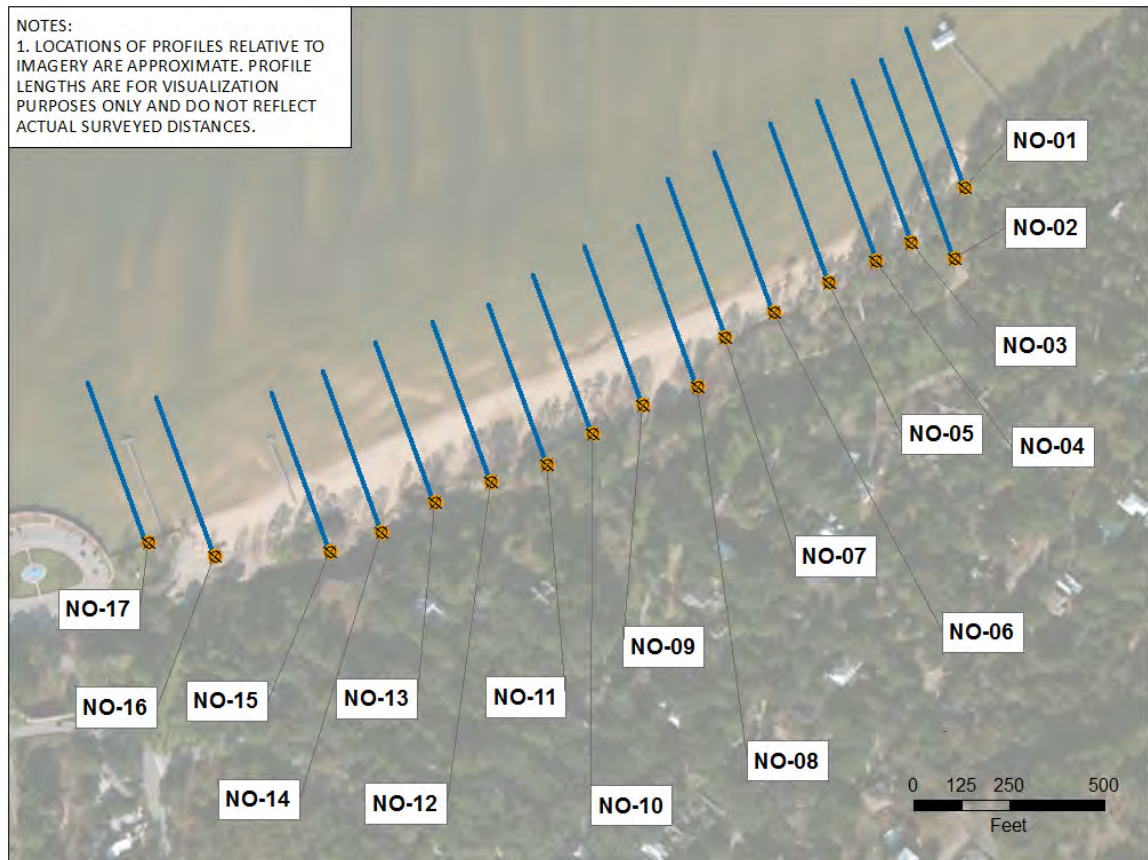 NOTES:
1. LOCATIONS OF PROFILES RELATIVE TO
IMAGERY ARE APPROXIMATE. PROFILE
LENGTHS ARE FOR VISUALIZATION
PURPOSES ONLY AND DO NOT REFLECT
ACTUAL SURVEYED DISTANCES.
NO-01
NO-02
NO-03
NO-04
NO-05
NO-06
NO-07
NO-08
NO-09
NO-10
NO-11
NO-12
NO-13
NO-14
NO-15
NO-16
NO-17
0 125 250 500
Feet